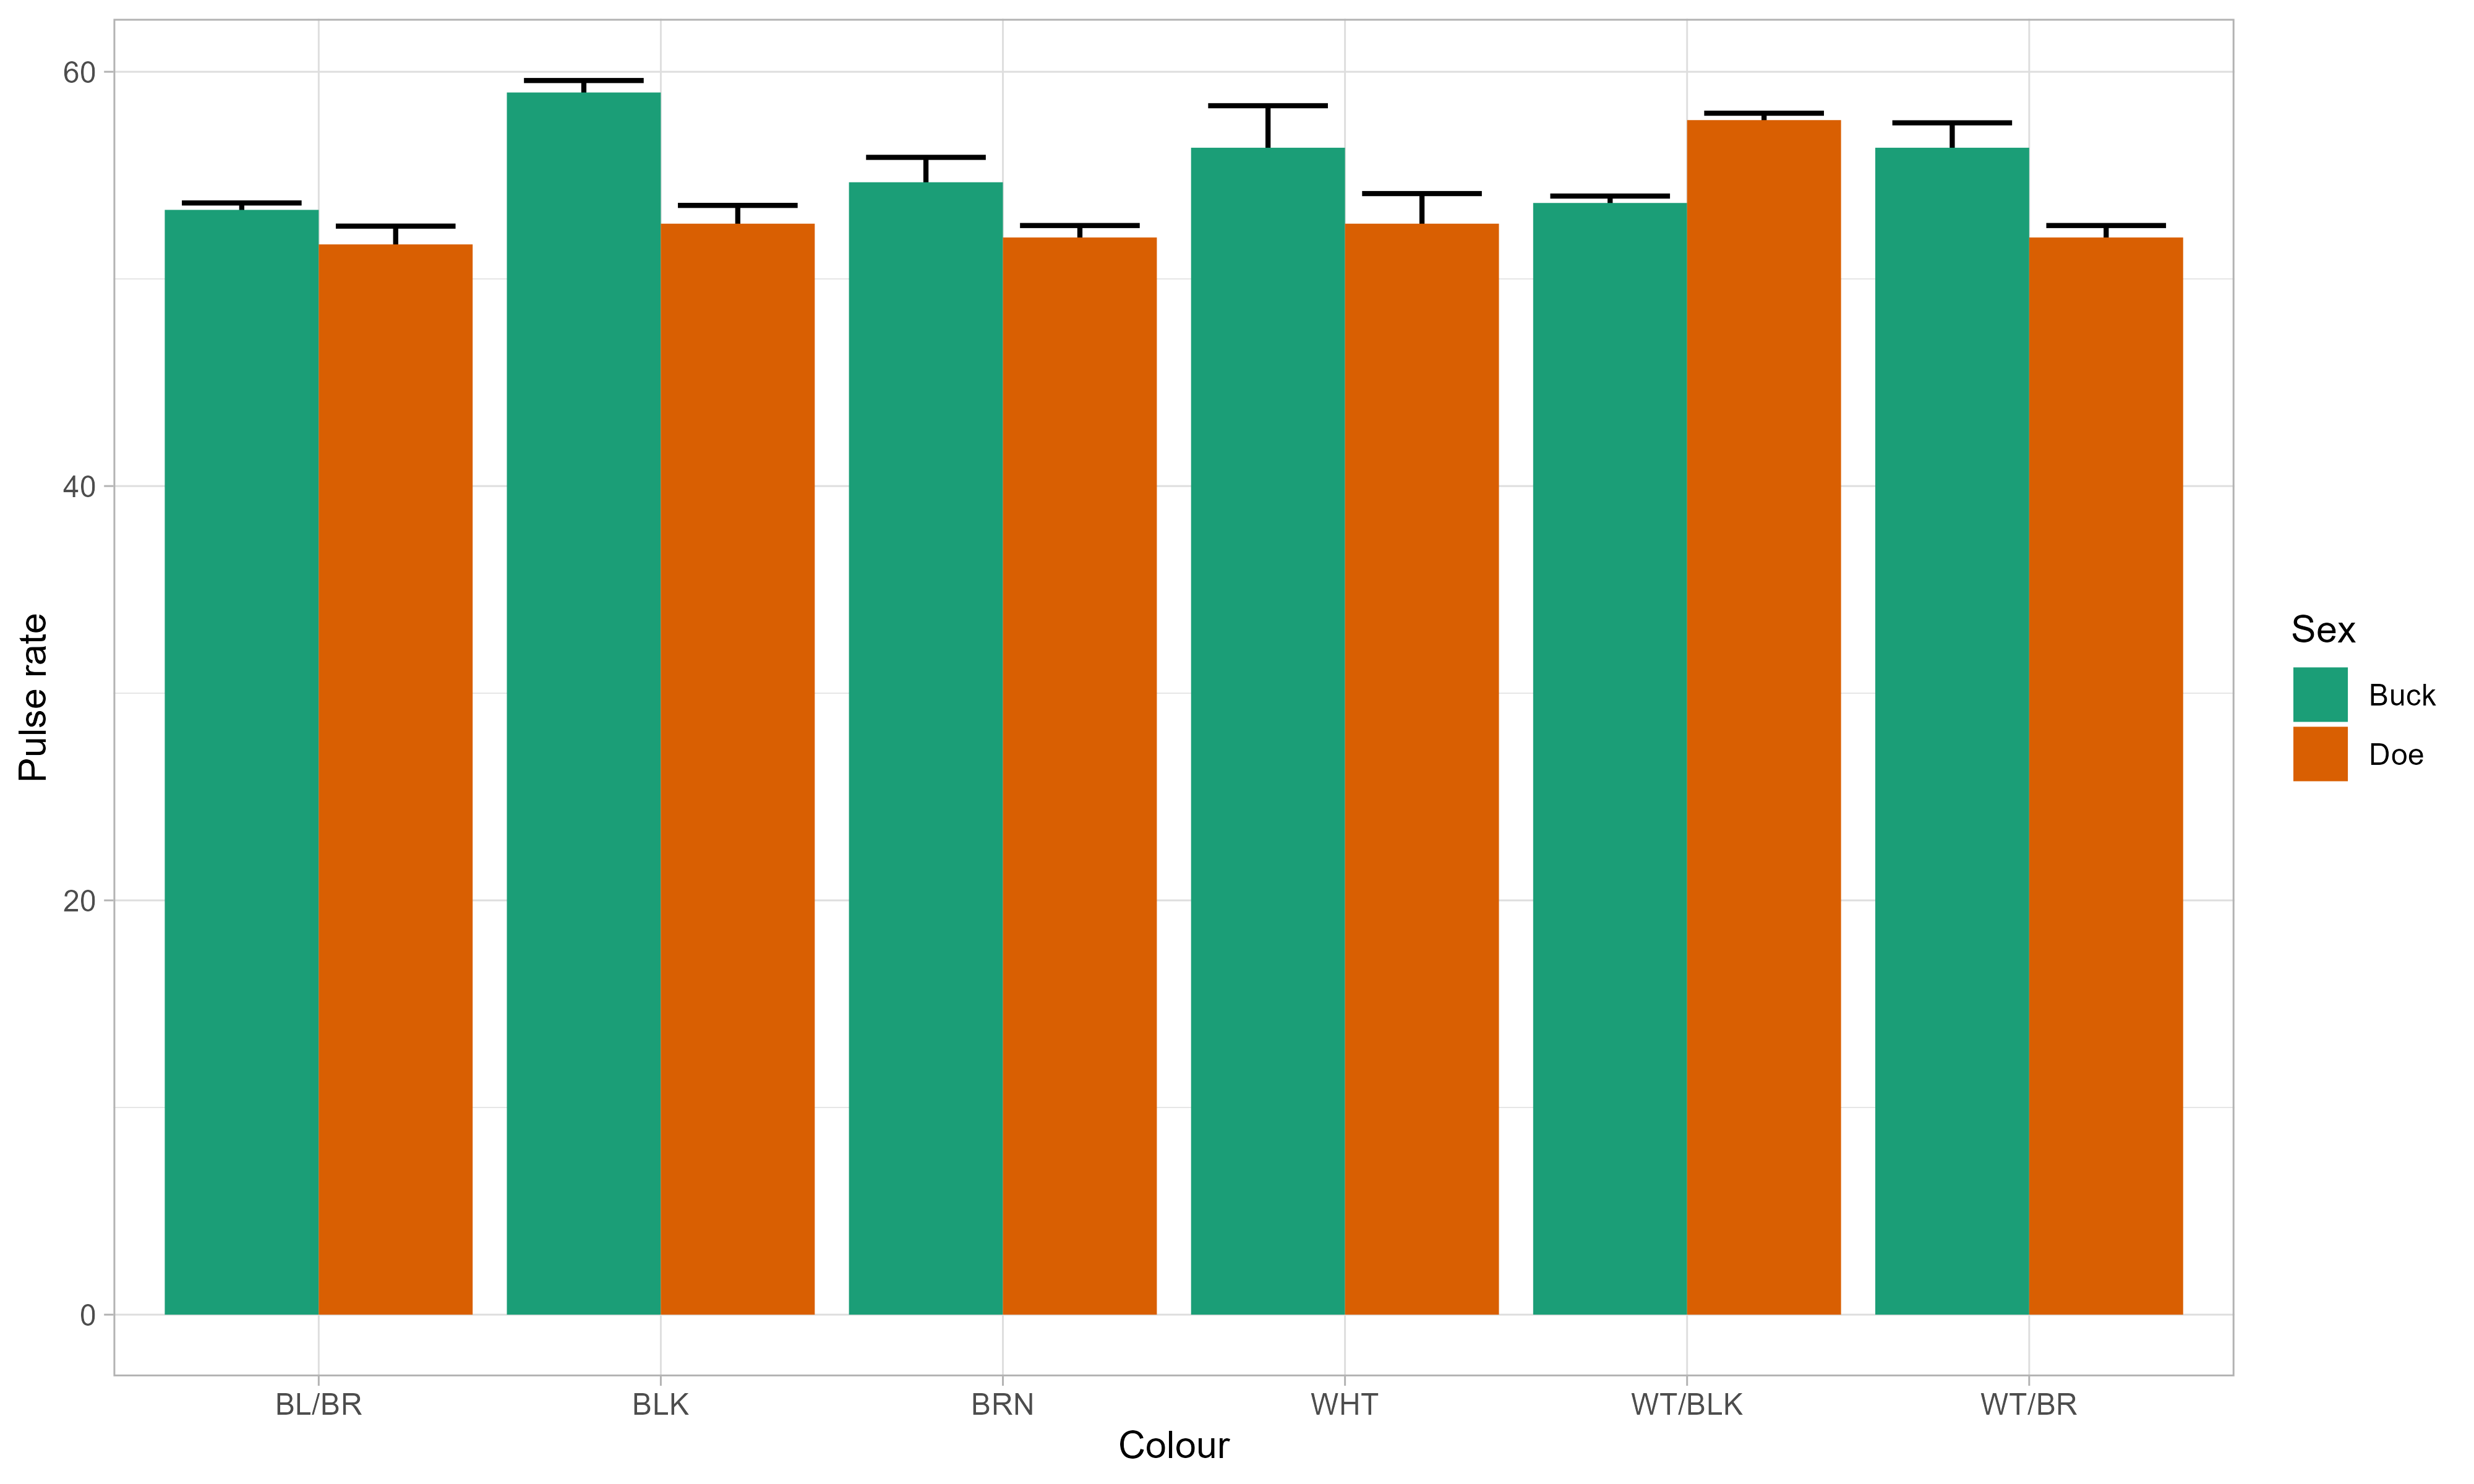 60
40
20
0
Pulse rate
BL/BR
BLK
BRN
WHT
WT/BLK
WT/BR
Colour
Sex
Buck
Doe